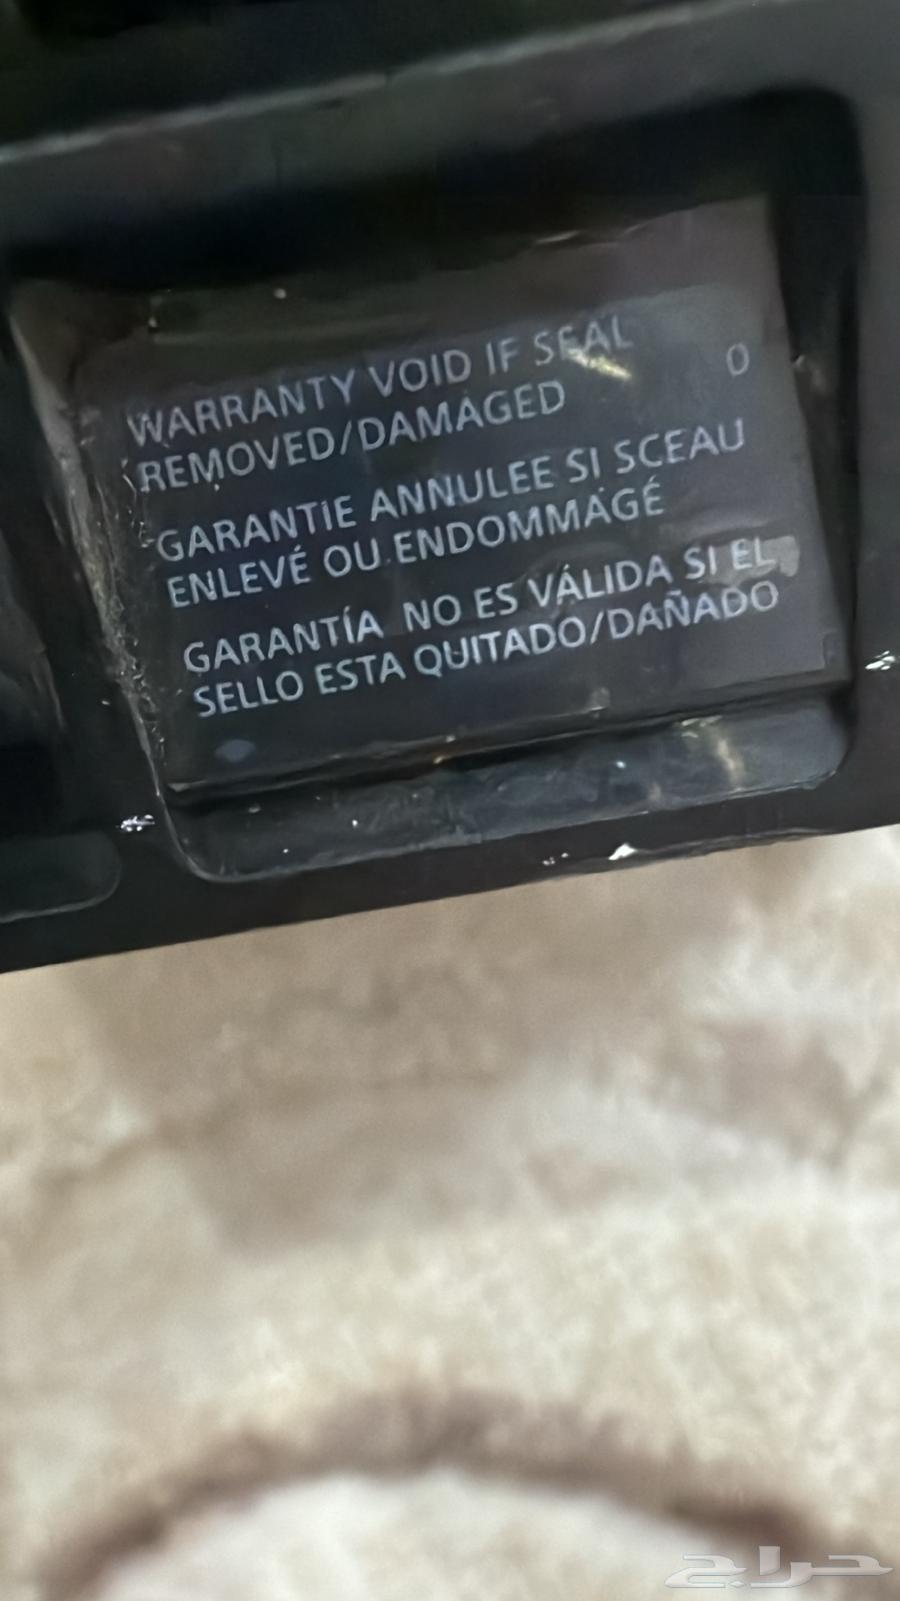 WARRANTY VOID IF SEAL
REMOVED/DAMAGED
0
GARANTIE ANNULEE SI SCEAU
ENLEVÉ OU ENDOMMAGÉ
GARANTÍA NO ES VÁLIDA SI EL
SELLO ESTA QUITADO/DAÑADO
حراج